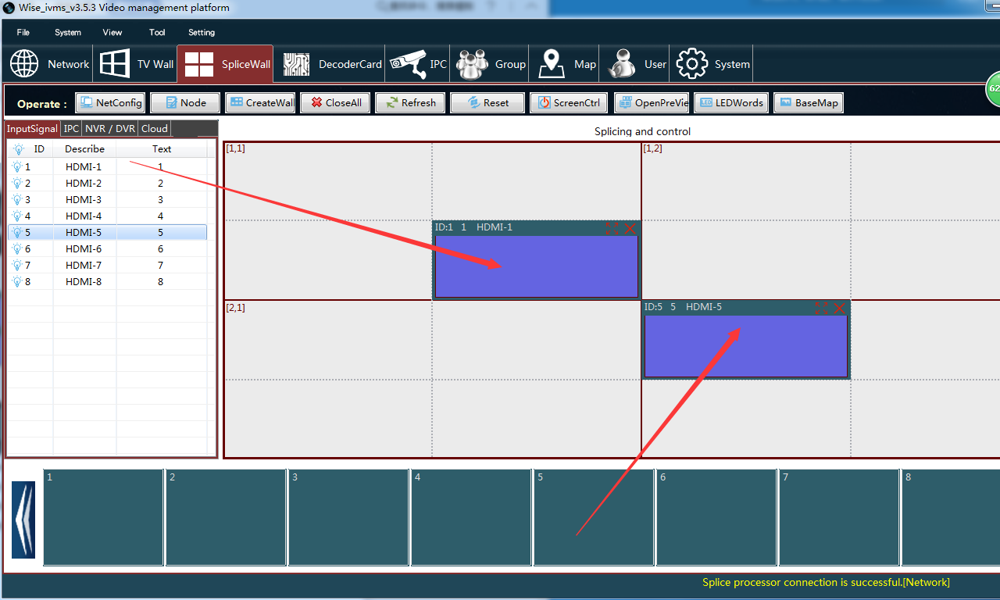 Wise_ivms_v3.5.3 Video management platform
File System View Tool Setting
Network TV Wall SpliceWall DecoderCard IPC Group Map User System
62
Operate : NetConfig Node CreateWall CloseAll Refresh Reset ScreenCtrl OpenPreVie LEDWords BaseMap
InputSignal IPC NVR / DVR Cloud
Splicing and control
ID Describe Text
1 HDMI-1 1
2 HDMI-2 2
3 HDMI-3 3
4 HDMI-4 4
5 HDMI-5 5
6 HDMI-6 6
7 HDMI-7 7
8 HDMI-8 8
[1,1] [1,2]
ID:1 1 HDMI-1
[2,1]
ID:5 5 HDMI-5
1 2 3 4 5 6 7 8
Splice processor connection is successful.[Network]